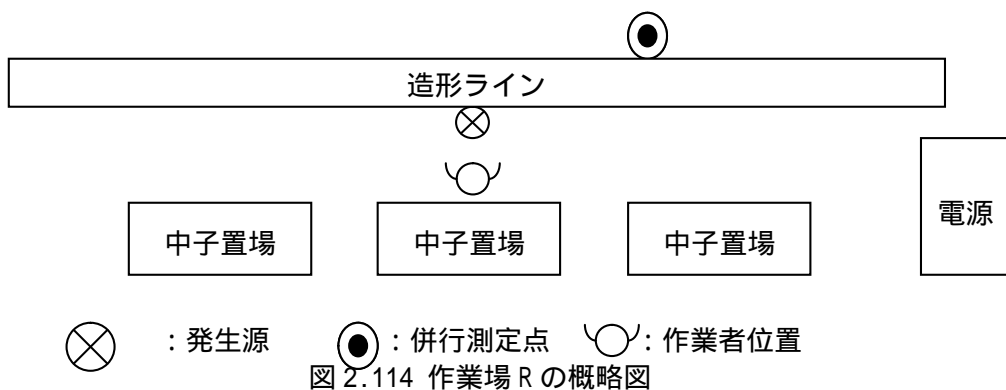 造形ライン
電源
中子置場 中子置場 中子置場
：発生源 ：併行測定点 ：作業者位置
図 2.114 作業場 R の概略図